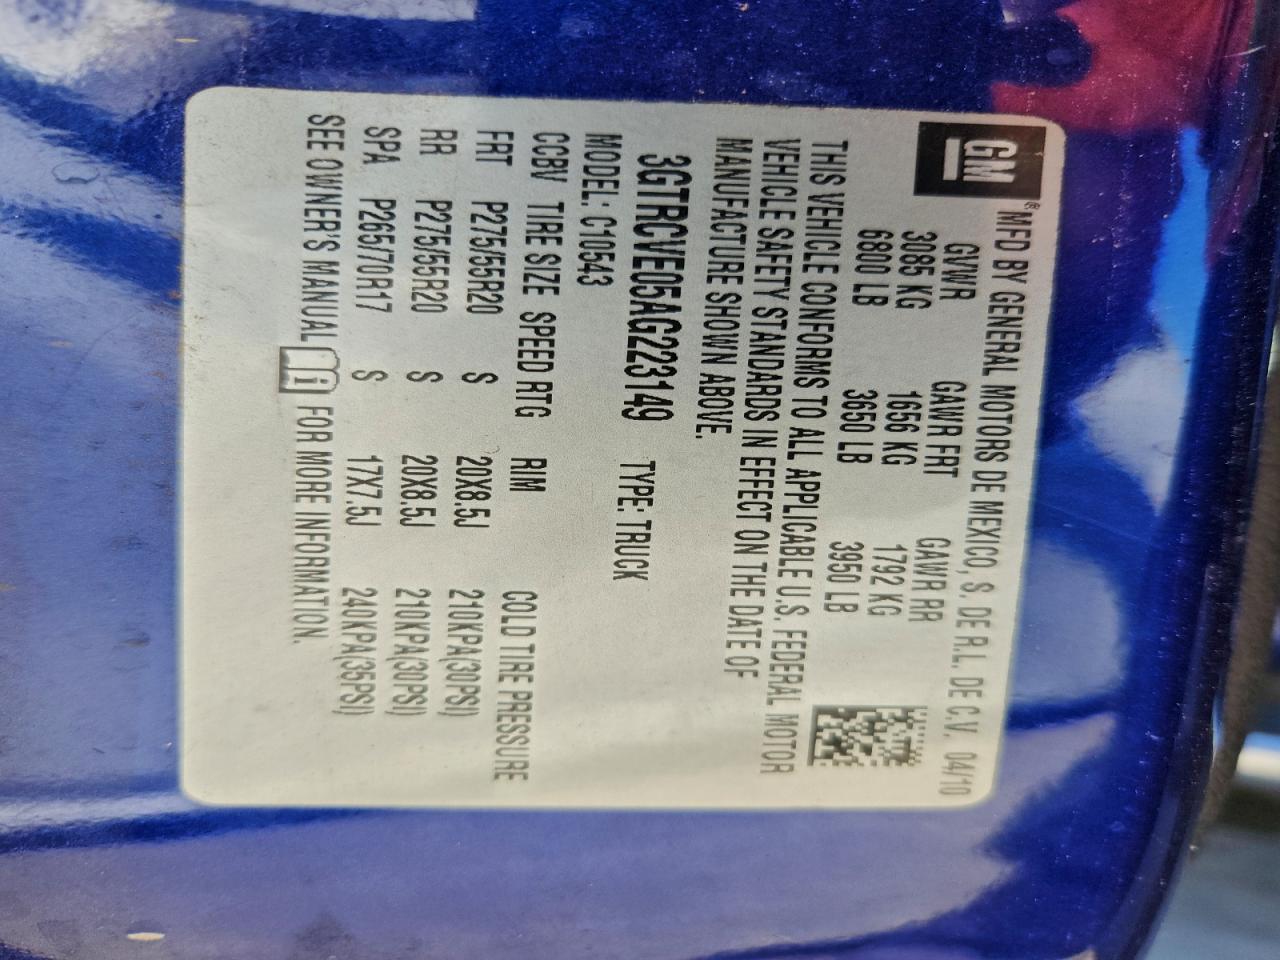 GM ® MFD BY GENERAL MOTORS DE MEXICO, S. DE R.L. DE C.V. 04/10
GVWR GAWR FRT GAWR RR
3085 KG 1656 KG 1792 KG
6800 LB 3650 LB 3950 LB
THIS VEHICLE CONFORMS TO ALL APPLICABLE U.S. FEDERAL MOTOR
VEHICLE SAFETY STANDARDS IN EFFECT ON THE DATE OF
MANUFACTURE SHOWN ABOVE.
3GTRCVE05AG223149 TYPE: TRUCK
MODEL: C10543
CCBV TIRE SIZE SPEED RTG RIM COLD TIRE PRESSURE
FRT P275/55R20 S 20X8.5J 210KPA(30PSI)
RR P275/55R20 S 20X8.5J 210KPA(30PSI)
SPA P265/70R17 S 17X7.5J 240KPA(35PSI)
SEE OWNER'S MANUAL FOR MORE INFORMATION.